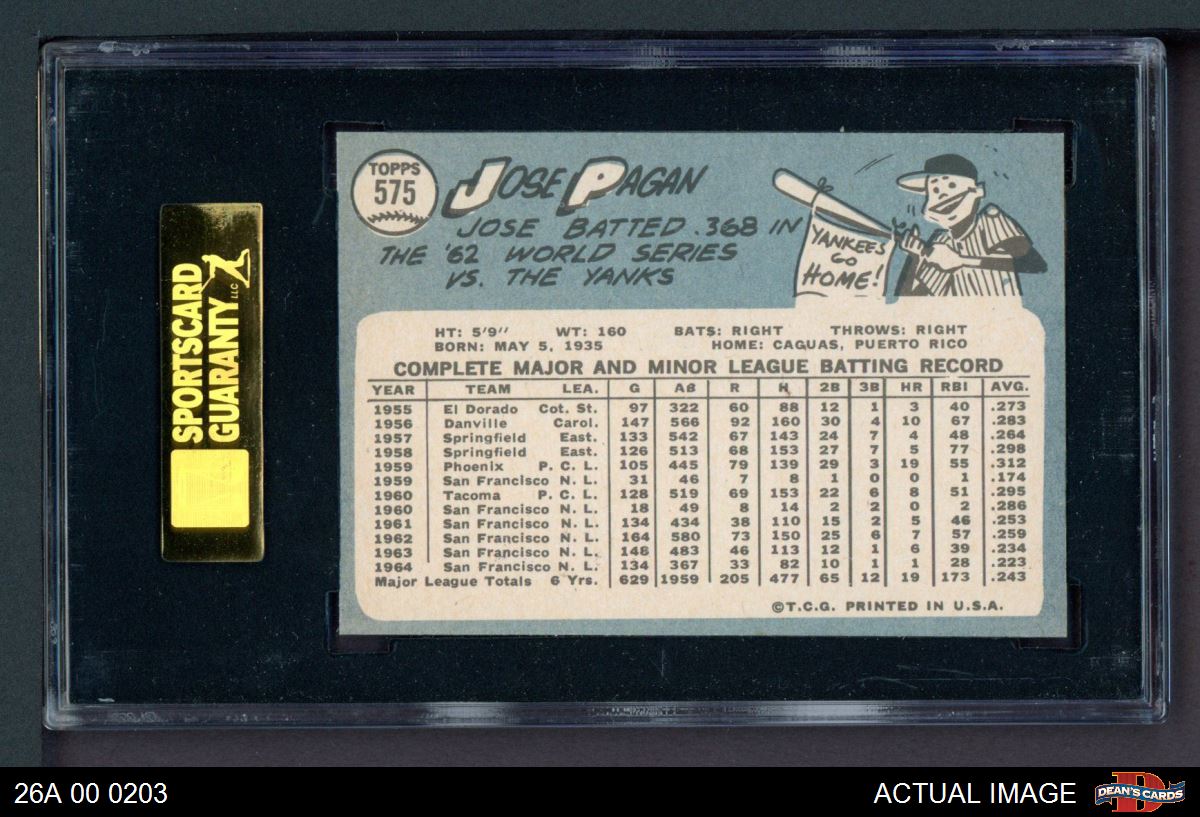 TOPPS
575
JOSE PAGAN
JOSE BATTED .368 IN
THE '62 WORLD SERIES
VS. THE YANKS
YANKEES
GO
HOME!
HT: 5'9" WT: 160 BATS: RIGHT THROWS: RIGHT
BORN: MAY 5, 1935 HOME: CAGUAS, PUERTO RICO
COMPLETE MAJOR AND MINOR LEAGUE BATTING RECORD
YEAR TEAM LEA. G AB R H 2B 3B HR RBI AVG.
1955 El Dorado Cot. St. 97 322 60 88 12 1 3 40 .273
1956 Danville Carol. 147 566 92 160 30 4 10 67 .283
1957 Springfield East. 133 542 67 143 24 7 4 48 .264
1958 Springfield East. 126 513 68 153 27 7 5 77 .298
1959 Phoenix P. C. L. 105 445 79 139 29 3 19 55 .312
1959 San Francisco N. L. 31 46 7 8 1 0 0 1 .174
1960 Tacoma P. C. L. 128 519 69 153 22 6 8 51 .295
1960 San Francisco N. L. 18 49 8 14 2 2 0 2 .286
1961 San Francisco N. L. 134 434 38 110 15 2 5 46 .253
1962 San Francisco N. L. 164 580 73 150 25 6 7 57 .259
1963 San Francisco N. L. 148 483 46 113 12 1 6 39 .234
1964 San Francisco N. L. 134 367 33 82 10 1 1 28 .223
Major League Totals 6 Yrs. 629 1959 205 477 65 12 19 173 .243
©T.C.G. PRINTED IN U.S.A.
SPORTSCARD
GUARANTY LLC
26A 00 0203
ACTUAL IMAGE
DEAN'S CARDS